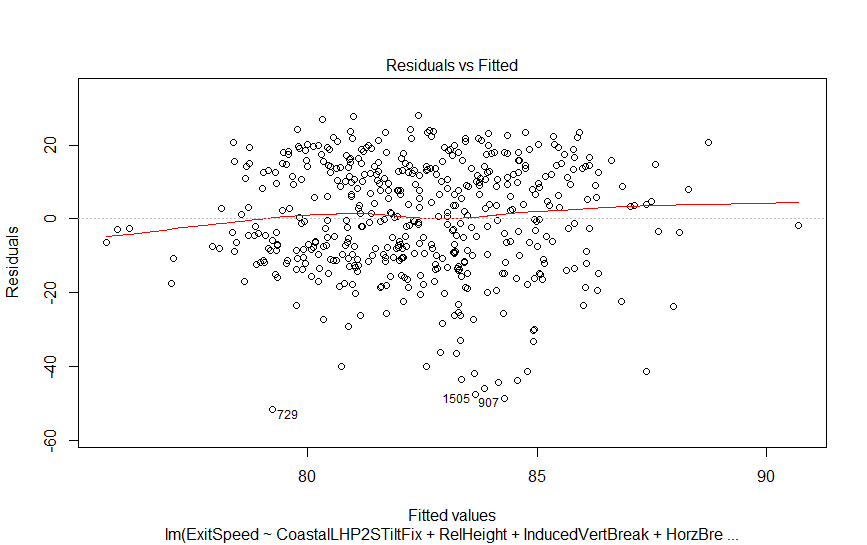 Residuals vs Fitted
Residuals
20
0
-20
-40
-60
729
1505
907
80
85
90
Fitted values
lm(ExitSpeed ~ CoastalLHP2STiltFix + RelHeight + InducedVertBreak + HorzBre ...